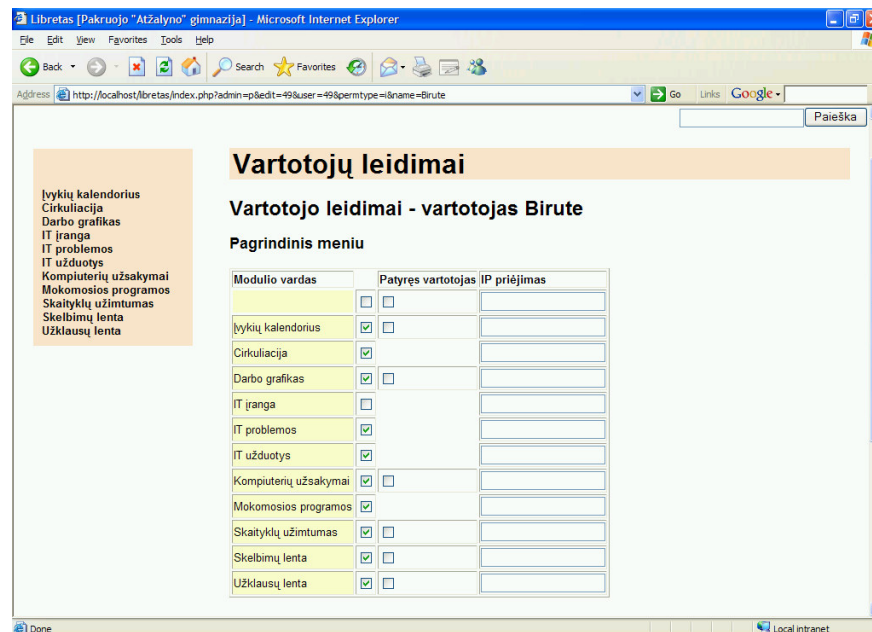 Libretas [Pakruojo "Atžalyno" gimnazija] - Microsoft Internet Explorer
File Edit View Favorites Tools Help
Back Search Favorites
Address http://localhost/libretas/index.php?admin=p&edit=49&user=49&permtype=i&name=Birute Go Links Google
Paieška
Įvykių kalendorius
Cirkuliacija
Darbo grafikas
IT įranga
IT problemos
IT užduotys
Kompiuterių užsakymai
Mokomosios programos
Skaityklų užimtumas
Skelbimų lenta
Užklausų lenta
Vartotojų leidimai
Vartotojo leidimai - vartotojas Birute
Pagrindinis meniu
Modulio vardas Patyręs vartotojas IP priėjimas
Įvykių kalendorius
Cirkuliacija
Darbo grafikas
IT įranga
IT problemos
IT užduotys
Kompiuterių užsakymai
Mokomosios programos
Skaityklų užimtumas
Skelbimų lenta
Užklausų lenta
Done Local intranet